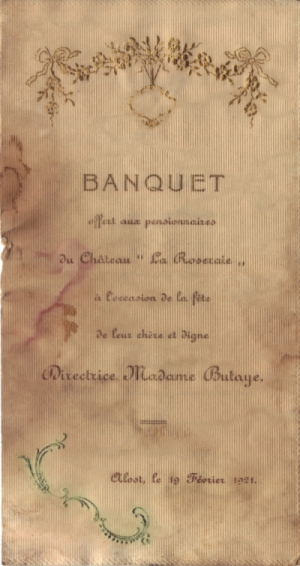 BANQUET
offert aux pensionnaires
du Château “ La Roseraie „
à l'occasion de la fête
de leur chère et digne
Directrice Madame Butaye.
Alost, le 19 Février 1921.